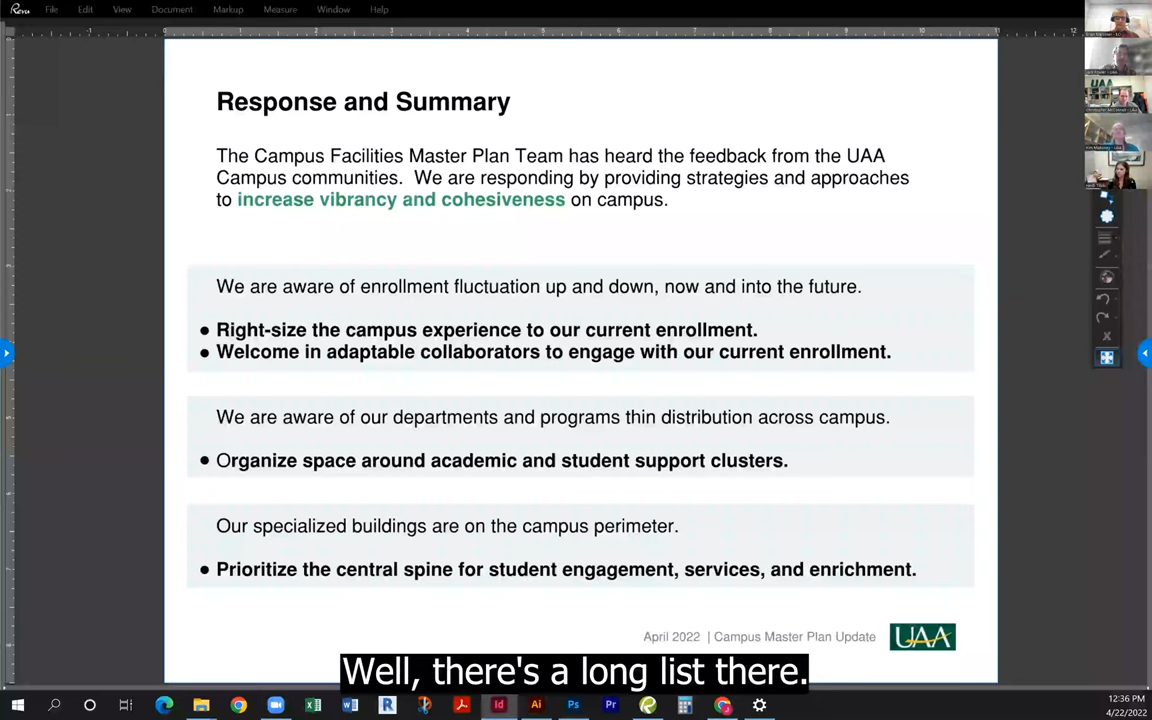 Revu File Edit View Document Markup Measure Window Help
Response and Summary
The Campus Facilities Master Plan Team has heard the feedback from the UAA
Campus communities. We are responding by providing strategies and approaches
to increase vibrancy and cohesiveness on campus.
We are aware of enrollment fluctuation up and down, now and into the future.
● Right-size the campus experience to our current enrollment.
● Welcome in adaptable collaborators to engage with our current enrollment.
We are aware of our departments and programs thin distribution across campus.
● Organize space around academic and student support clusters.
Our specialized buildings are on the campus perimeter.
● Prioritize the central spine for student engagement, services, and enrichment.
April 2022 | Campus Master Plan Update UAA
Well, there's a long list there.
12:36 PM
4/22/2022